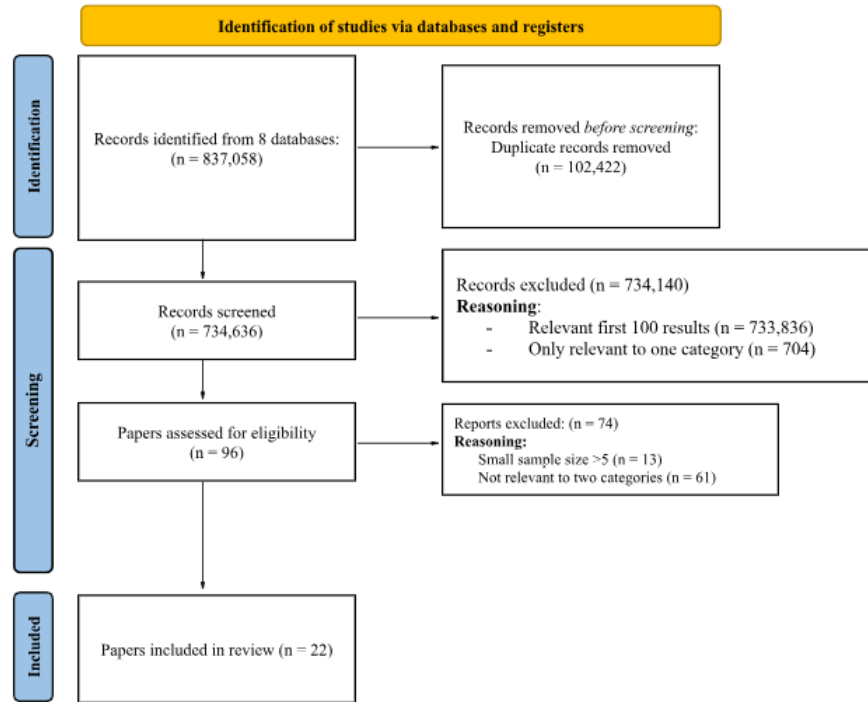 Identification of studies via databases and registers
Identification
Records identified from 8 databases:
(n = 837,058)
Records removed before screening:
Duplicate records removed
(n = 102,422)
Screening
Records screened
(n = 734,636)
Records excluded (n = 734,140)
Reasoning:
- Relevant first 100 results (n = 733,836)
- Only relevant to one category (n = 704)
Papers assessed for eligibility
(n = 96)
Reports excluded: (n = 74)
Reasoning:
Small sample size >5 (n = 13)
Not relevant to two categories (n = 61)
Included
Papers included in review (n = 22)